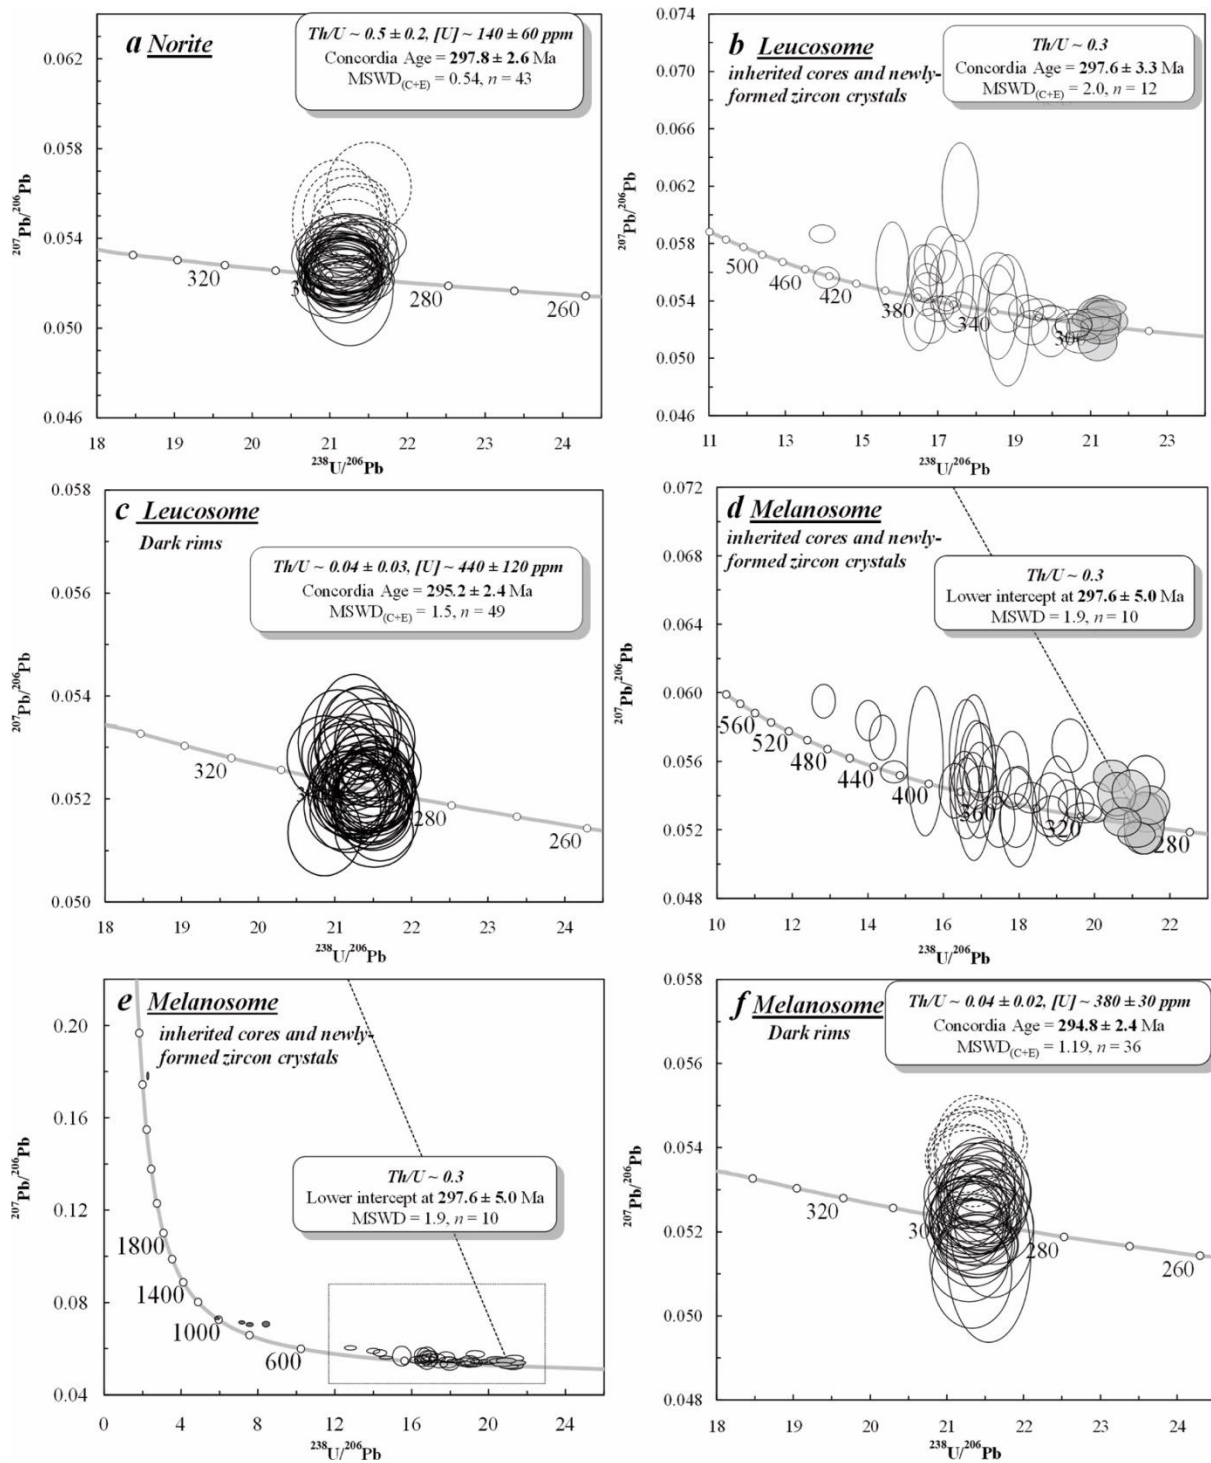 a Norite
Th/U ~ 0.5 ± 0.2, [U] ~ 140 ± 60 ppm
Concordia Age = 297.8 ± 2.6 Ma
MSWD(C+E) = 0.54, n = 43
0.062
0.058
0.054
0.050
0.046
207Pb/206Pb
320
280
260
18 19 20 21 22 23 24
238U/206Pb
b Leucosome
inherited cores and newly-
formed zircon crystals
Th/U ~ 0.3
Concordia Age = 297.6 ± 3.3 Ma
MSWD(C+E) = 2.0, n = 12
0.074
0.070
0.066
0.062
0.058
0.054
0.050
0.046
207Pb/206Pb
500
460
420
380
340
300
11 13 15 17 19 21 23
238U/206Pb
c Leucosome
Dark rims
Th/U ~ 0.04 ± 0.03, [U] ~ 440 ± 120 ppm
Concordia Age = 295.2 ± 2.4 Ma
MSWD(C+E) = 1.5, n = 49
0.058
0.056
0.054
0.052
0.050
207Pb/206Pb
320
280
260
18 19 20 21 22 23 24
238U/206Pb
d Melanosome
inherited cores and newly-
formed zircon crystals
Th/U ~ 0.3
Lower intercept at 297.6 ± 5.0 Ma
MSWD = 1.9, n = 10
0.072
0.068
0.064
0.060
0.056
0.052
0.048
207Pb/206Pb
560
520
480
440
400
360
320
280
10 12 14 16 18 20 22
238U/206Pb
e Melanosome
inherited cores and newly-
formed zircon crystals
Th/U ~ 0.3
Lower intercept at 297.6 ± 5.0 Ma
MSWD = 1.9, n = 10
0.20
0.16
0.12
0.08
0.04
207Pb/206Pb
1800
1400
1000
600
0 4 8 12 16 20 24
238U/206Pb
f Melanosome
Dark rims
Th/U ~ 0.04 ± 0.02, [U] ~ 380 ± 30 ppm
Concordia Age = 294.8 ± 2.4 Ma
MSWD(C+E) = 1.19, n = 36
0.058
0.056
0.054
0.052
0.050
0.048
207Pb/206Pb
320
280
260
18 19 20 21 22 23 24
238U/206Pb